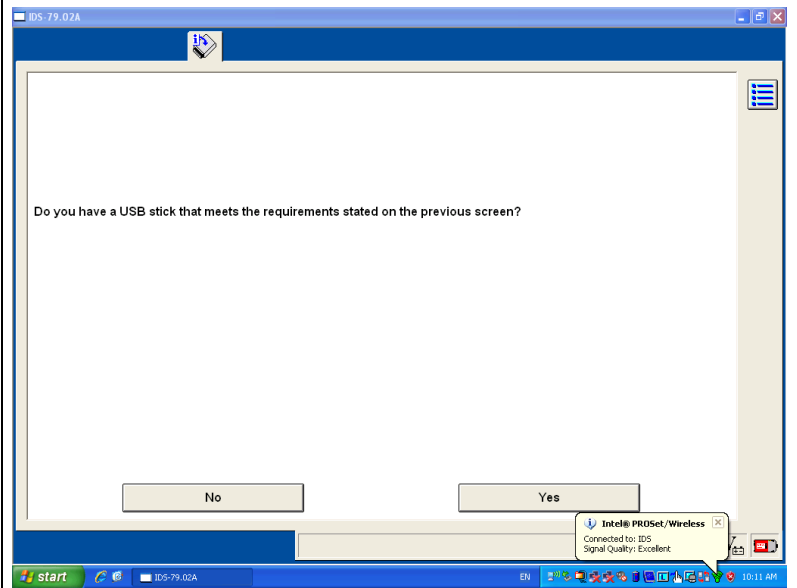 IDS-79.02A
Do you have a USB stick that meets the requirements stated on the previous screen?
No
Yes
Intel® PROSet/Wireless
Connected to: IDS
Signal Quality: Excellent
start
IDS-79.02A
EN
10:11 AM